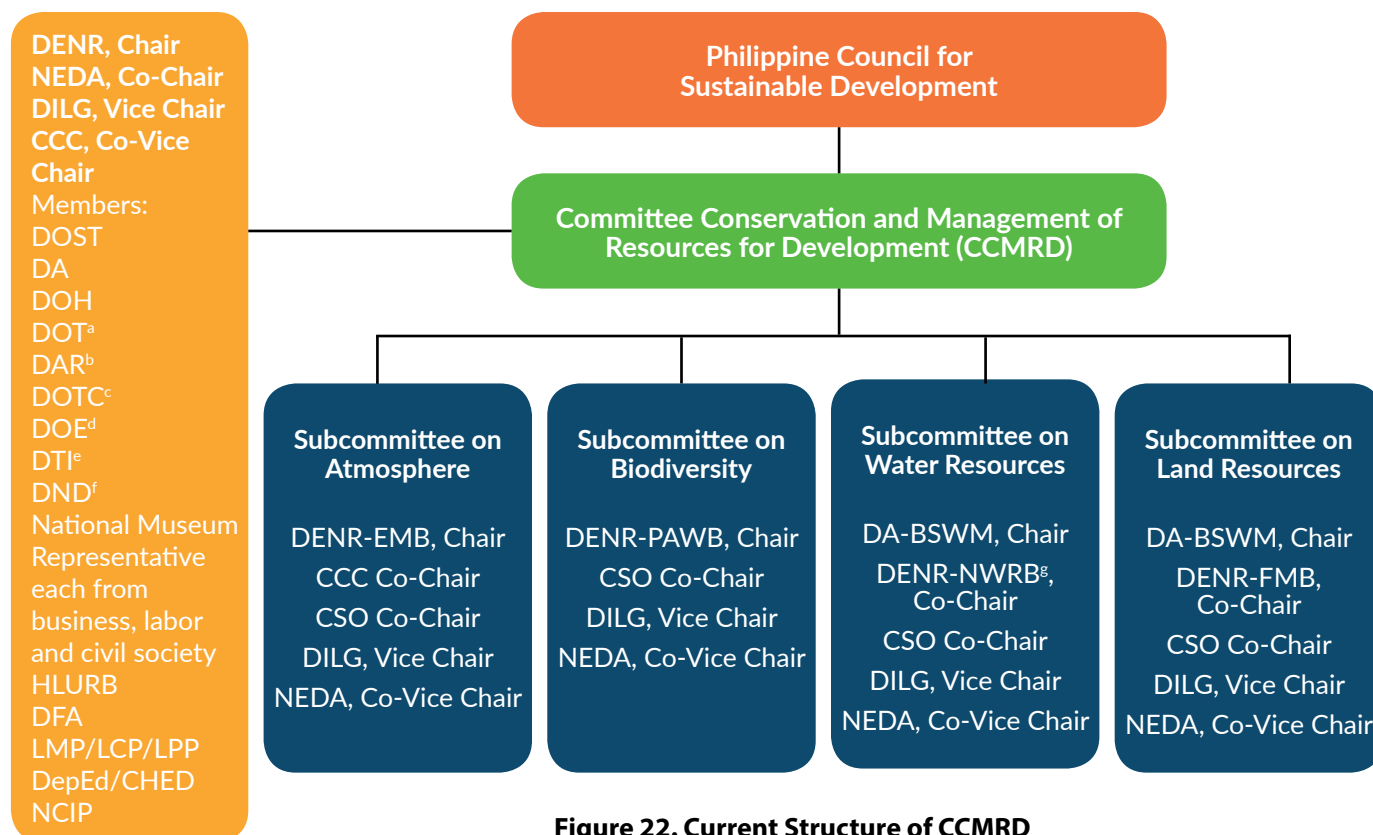 DENR, Chair
NEDA, Co-Chair
DILG, Vice Chair
CCC, Co-Vice
Chair
Members:
DOST
DA
DOH
DOTᵃ
DARᵇ
DOTCᶜ
DOEᵈ
DTIᵉ
DNDᶠ
National Museum
Representative
each from
business, labor
and civil society
HLURB
DFA
LMP/LCP/LPP
DepEd/CHED
NCIP
Philippine Council for
Sustainable Development
Committee Conservation and Management of
Resources for Development (CCMRD)
Subcommittee on
Atmosphere
DENR-EMB, Chair
CCC Co-Chair
CSO Co-Chair
DILG, Vice Chair
NEDA, Co-Vice Chair
Subcommittee on
Biodiversity
DENR-PAWB, Chair
CSO Co-Chair
DILG, Vice Chair
NEDA, Co-Vice Chair
Subcommittee on
Water Resources
DA-BSWM, Chair
DENR-NWRBᵍ,
Co-Chair
CSO Co-Chair
DILG, Vice Chair
NEDA, Co-Vice Chair
Subcommittee on
Land Resources
DA-BSWM, Chair
DENR-FMB,
Co-Chair
CSO Co-Chair
DILG, Vice Chair
NEDA, Co-Vice Chair
Figure 22. Current Structure of CCMRD